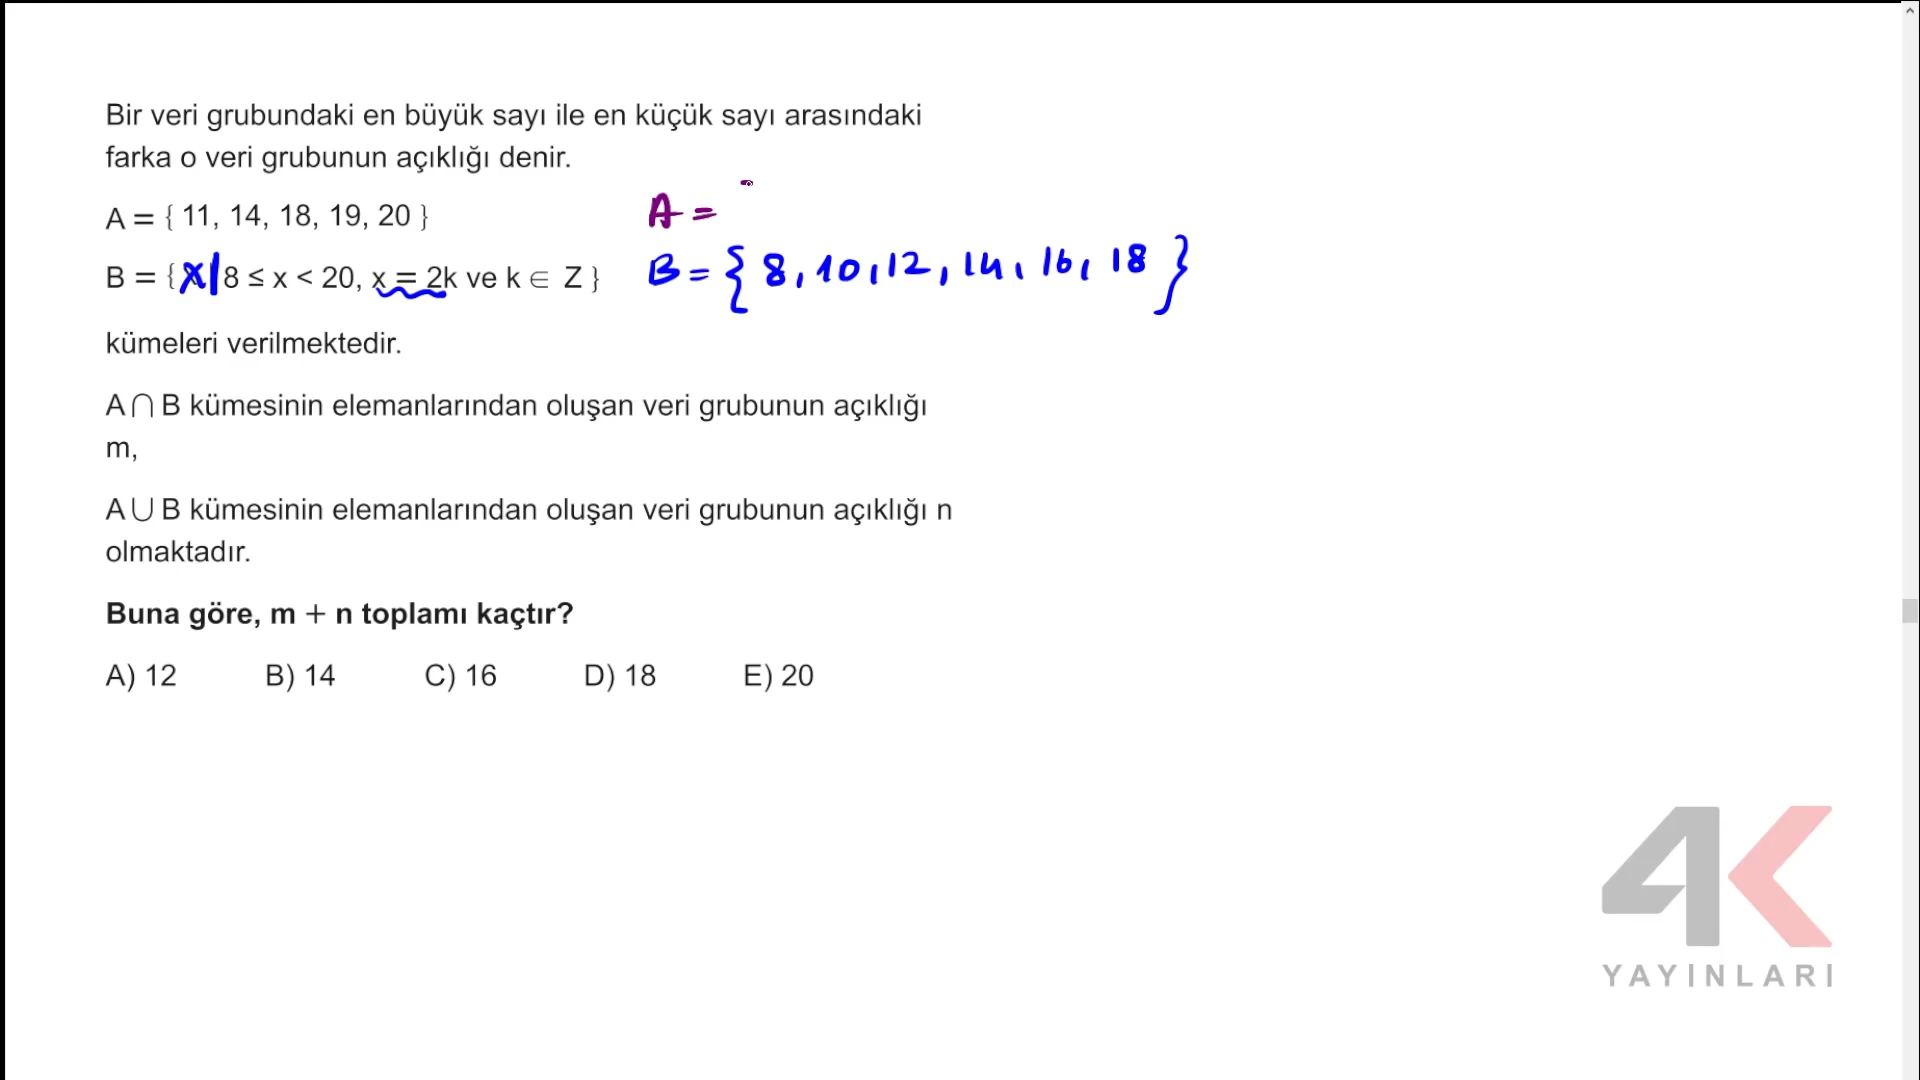 Bir veri grubundaki en büyük sayı ile en küçük sayı arasındaki
farka o veri grubunun açıklığı denir.
A = { 11, 14, 18, 19, 20 }
A =
B = { x| 8 ≤ x < 20, x = 2k ve k ∈ Z }
B = { 8, 10, 12, 14, 16, 18 }
kümeleri verilmektedir.
A ∩ B kümesinin elemanlarından oluşan veri grubunun açıklığı
m,
A ∪ B kümesinin elemanlarından oluşan veri grubunun açıklığı n
olmaktadır.
Buna göre, m + n toplamı kaçtır?
A) 12 B) 14 C) 16 D) 18 E) 20
4K
YAYINLARI